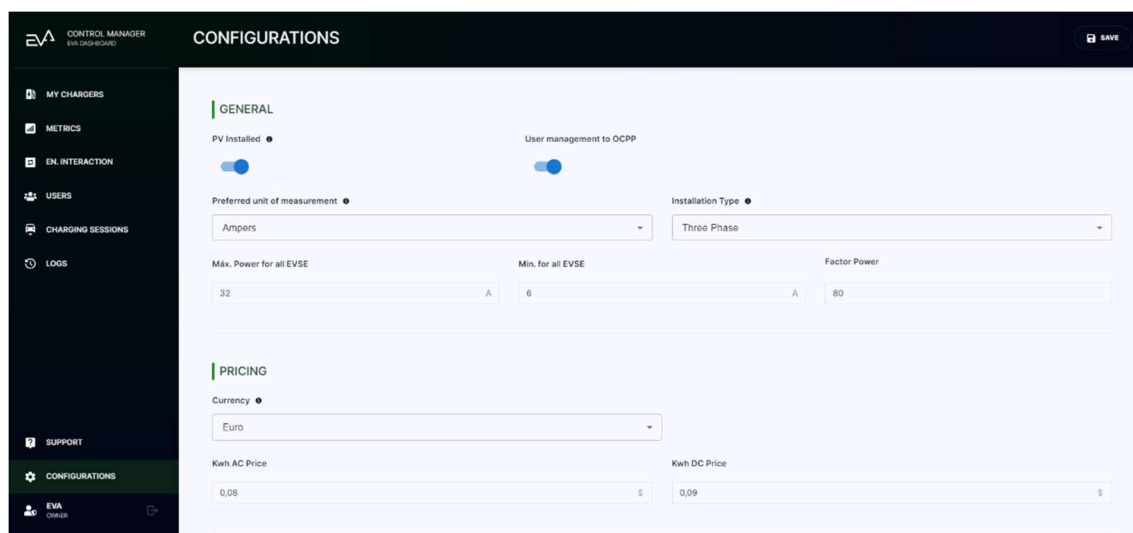 EVA CONTROL MANAGER
EVA DASHBOARD
CONFIGURATIONS
SAVE
MY CHARGERS
METRICS
EN. INTERACTION
USERS
CHARGING SESSIONS
LOGS
SUPPORT
CONFIGURATIONS
EVA
OWNER
GENERAL
PV Installed
User management to OCPP
Preferred unit of measurement
Installation Type
Ampers
Three Phase
Máx. Power for all EVSE
Min. for all EVSE
Factor Power
32 A
6 A
80
PRICING
Currency
Euro
Kwh AC Price
Kwh DC Price
0,08 $
0,09 $